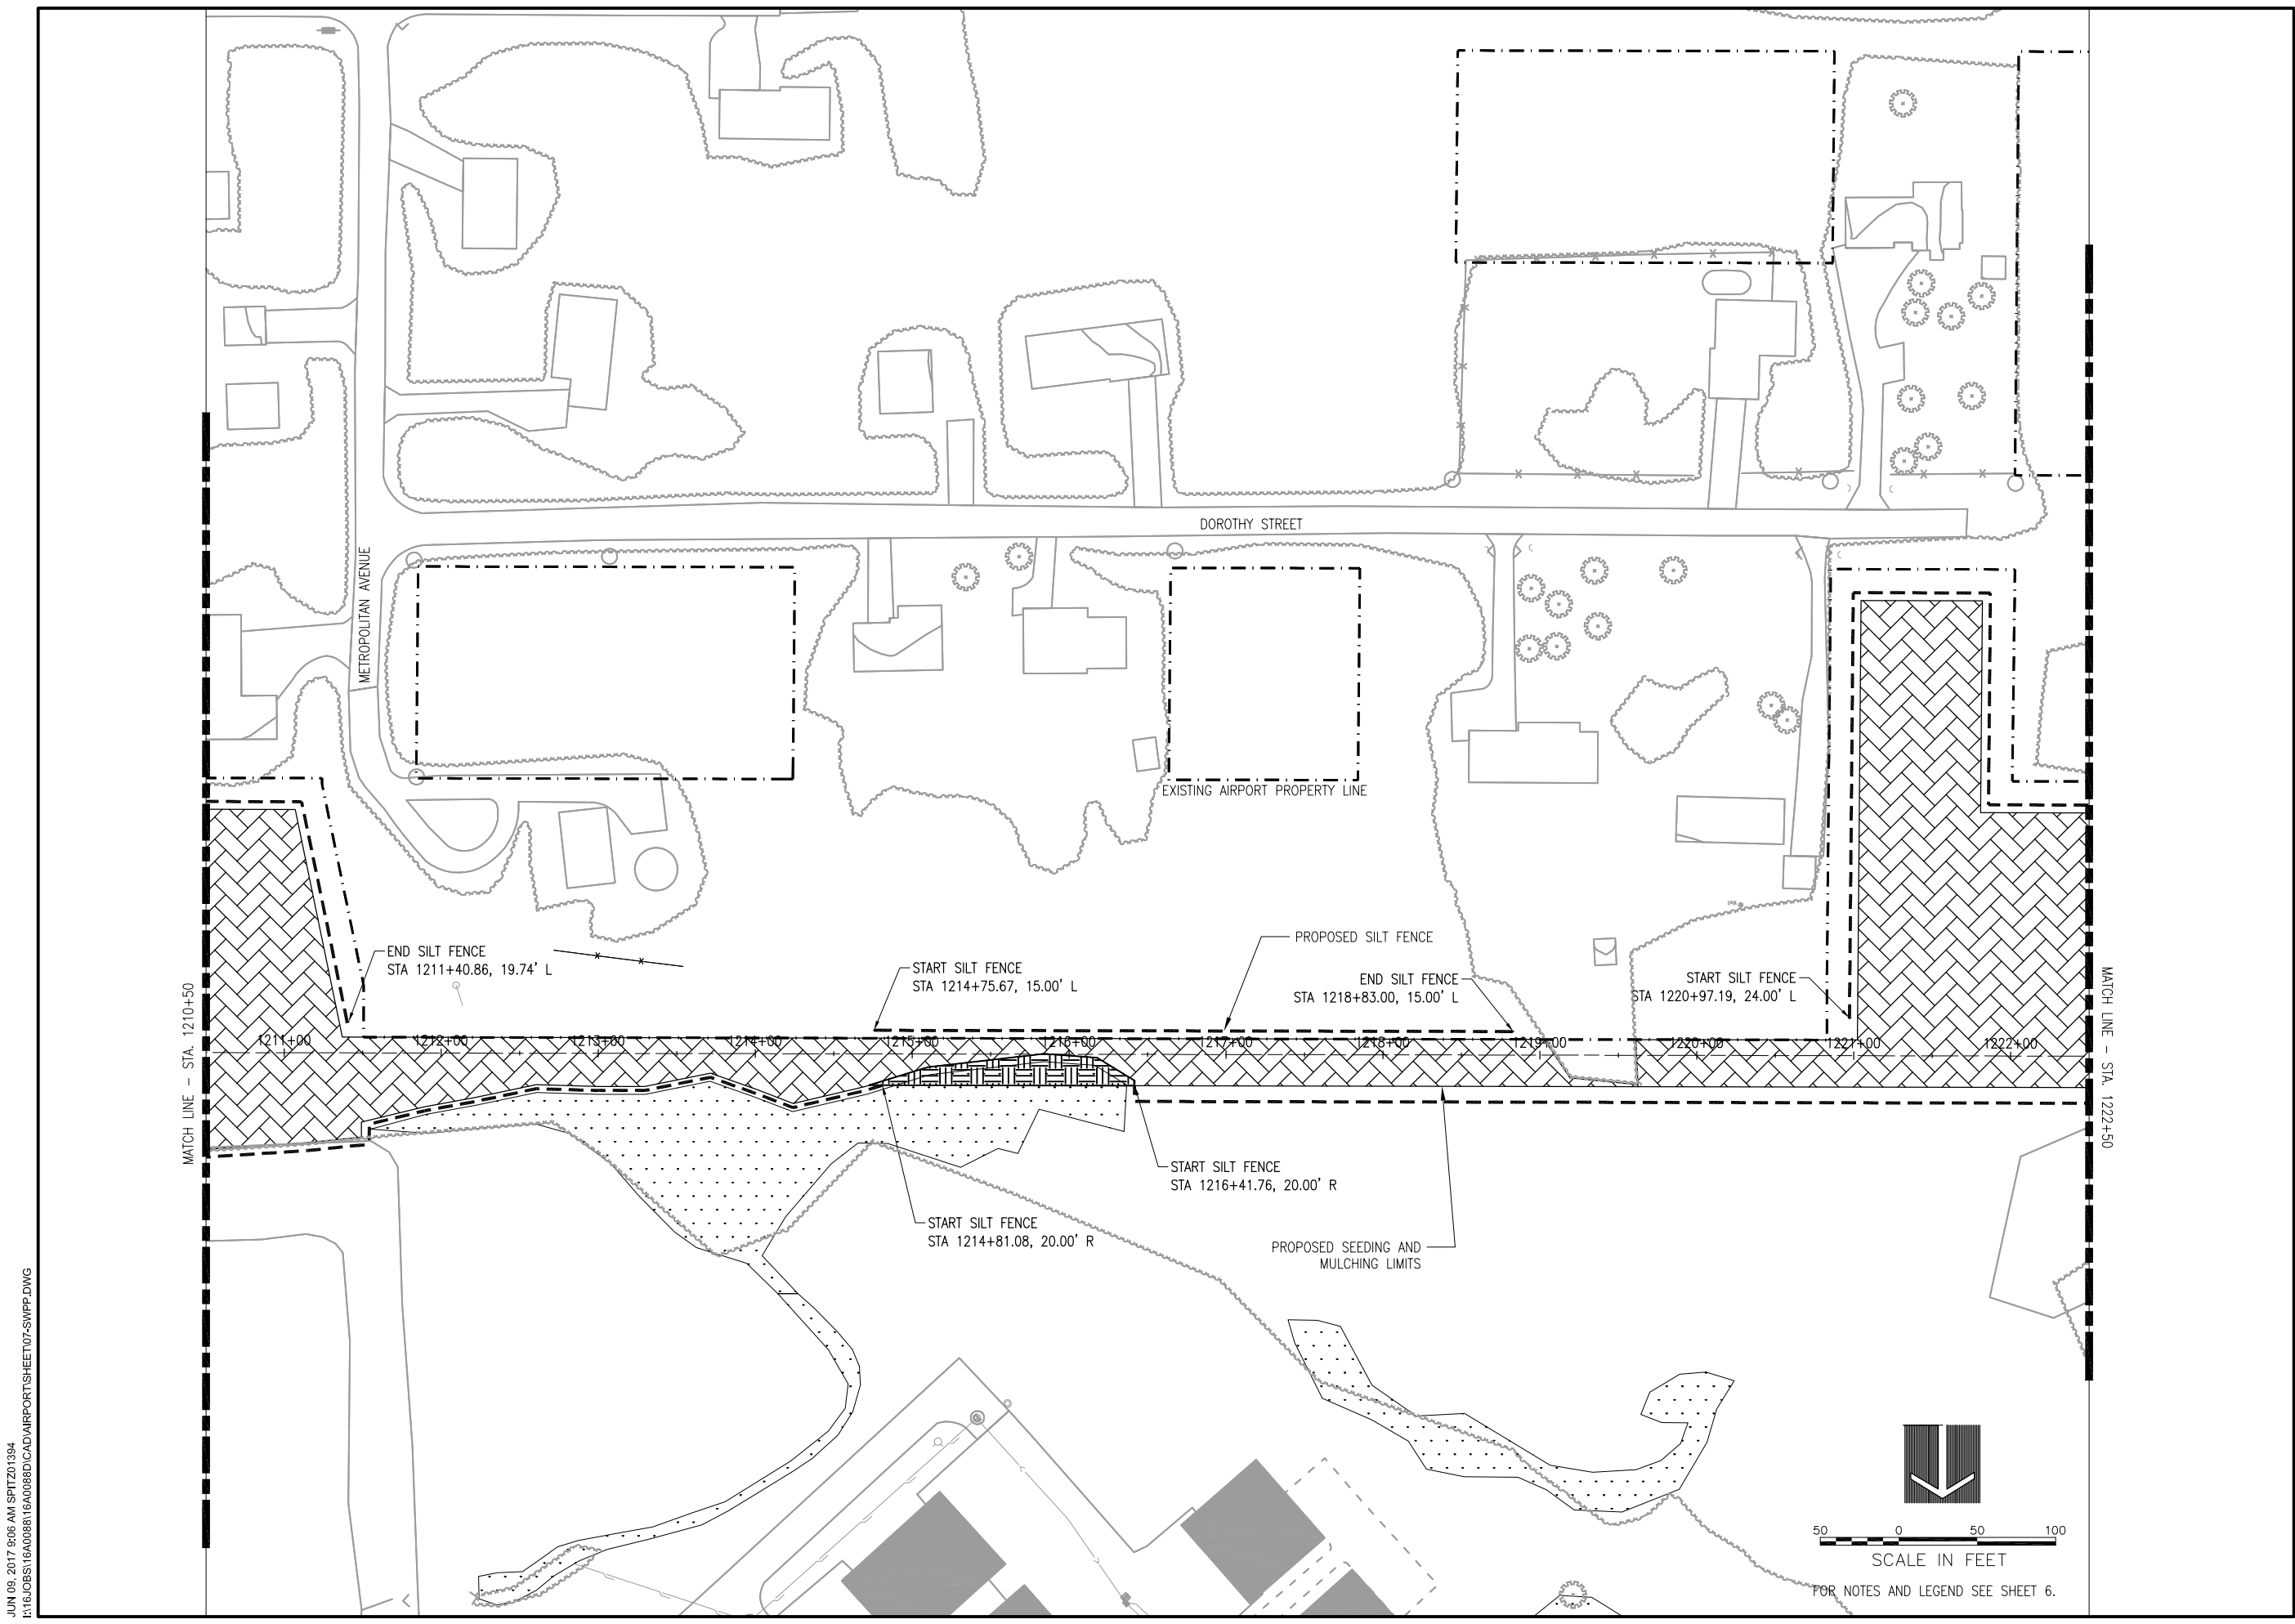 DOROTHY STREET
METROPOLITAN AVENUE
EXISTING AIRPORT PROPERTY LINE
PROPOSED SILT FENCE
END SILT FENCE
STA 1211+40.86, 19.74' L
START SILT FENCE
STA 1214+75.67, 15.00' L
END SILT FENCE
STA 1218+83.00, 15.00' L
START SILT FENCE
STA 1220+97.19, 24.00' L
MATCH LINE – STA. 1210+50
MATCH LINE – STA. 1222+50
1211+00
1212+00
1213+00
1214+00
1215+00
1216+00
1217+00
1218+00
1219+00
1220+00
1221+00
1222+00
START SILT FENCE
STA 1216+41.76, 20.00' R
START SILT FENCE
STA 1214+81.08, 20.00' R
PROPOSED SEEDING AND
MULCHING LIMITS
50 0 50 100
SCALE IN FEET
FOR NOTES AND LEGEND SEE SHEET 6.
JUN 09, 2017 9:06 AM SPITZ01394
I:\16JOBS\16A0088\16A0088D\CAD\AIRPORT\SHEET\07-SWPP.DWG